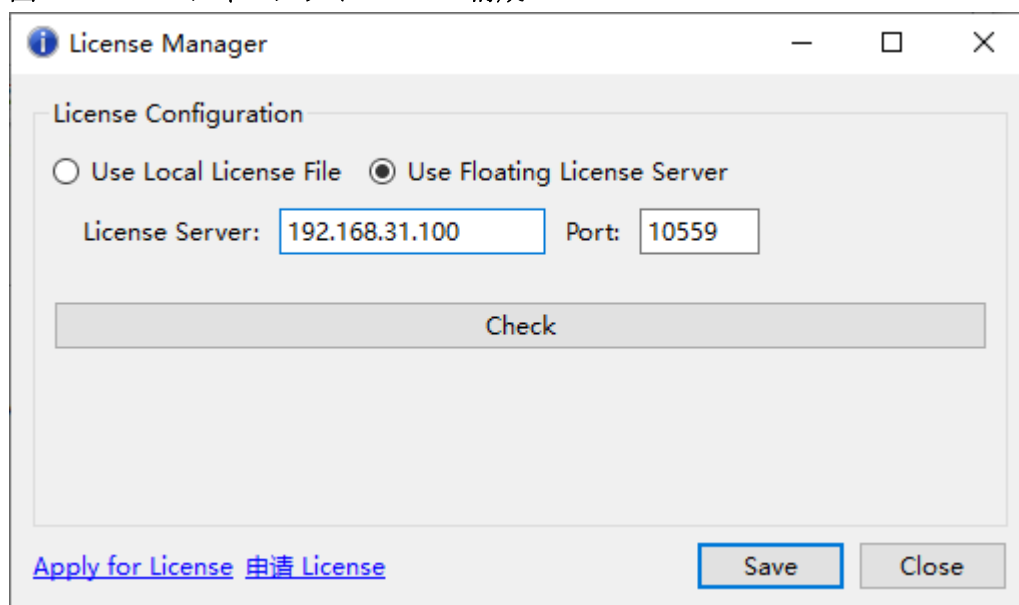 License Manager
License Configuration
Use Local License File Use Floating License Server
License Server: 192.168.31.100 Port: 10559
Check
Apply for License 申请 License Save Close